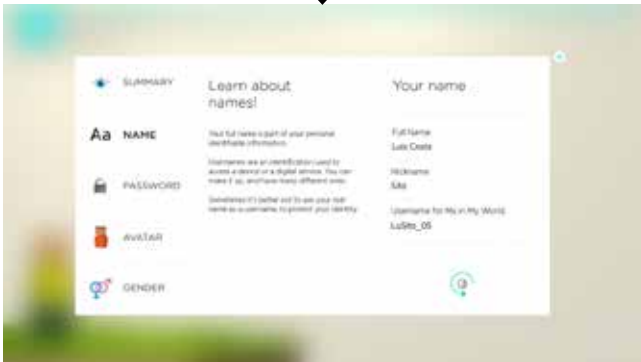 SUMMARY
Aa NAME
PASSWORD
AVATAR
GENDER
Learn about
names!
Your full name is part of your personal
identifiable information.
Usernames are an identification used to
access a device or a digital service. You can
make it up, and have many different ones.
Sometimes it's better not to use your real
name as a username, to protect your identity.
Your name
Full Name
Luis Costa
Nickname
Sito
Username for Me in My World
LuSito_05